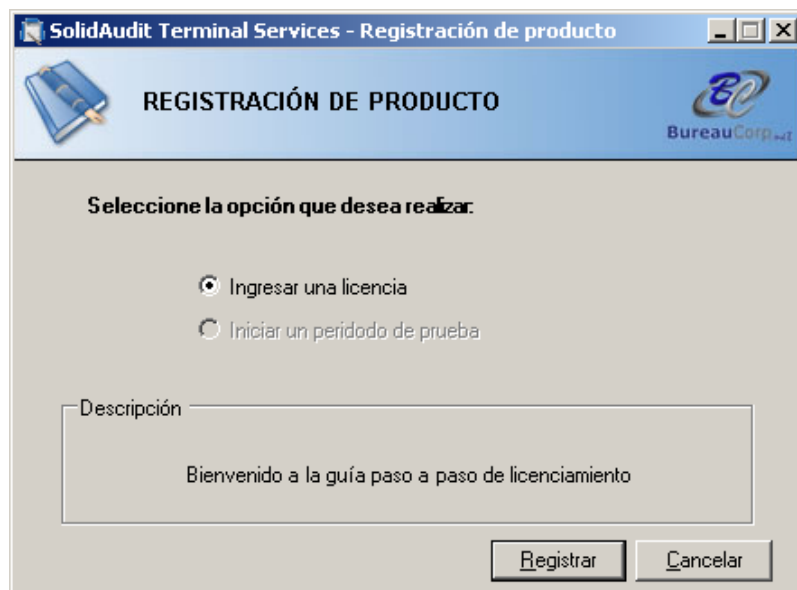 SolidAudit Terminal Services - Registración de producto
REGISTRACIÓN DE PRODUCTO
BC
BureauCorp
Seleccione la opción que desea realizar:
Ingresar una licencia
Iniciar un peridodo de prueba
Descripción
Bienvenido a la guía paso a paso de licenciamiento
Registrar
Cancelar